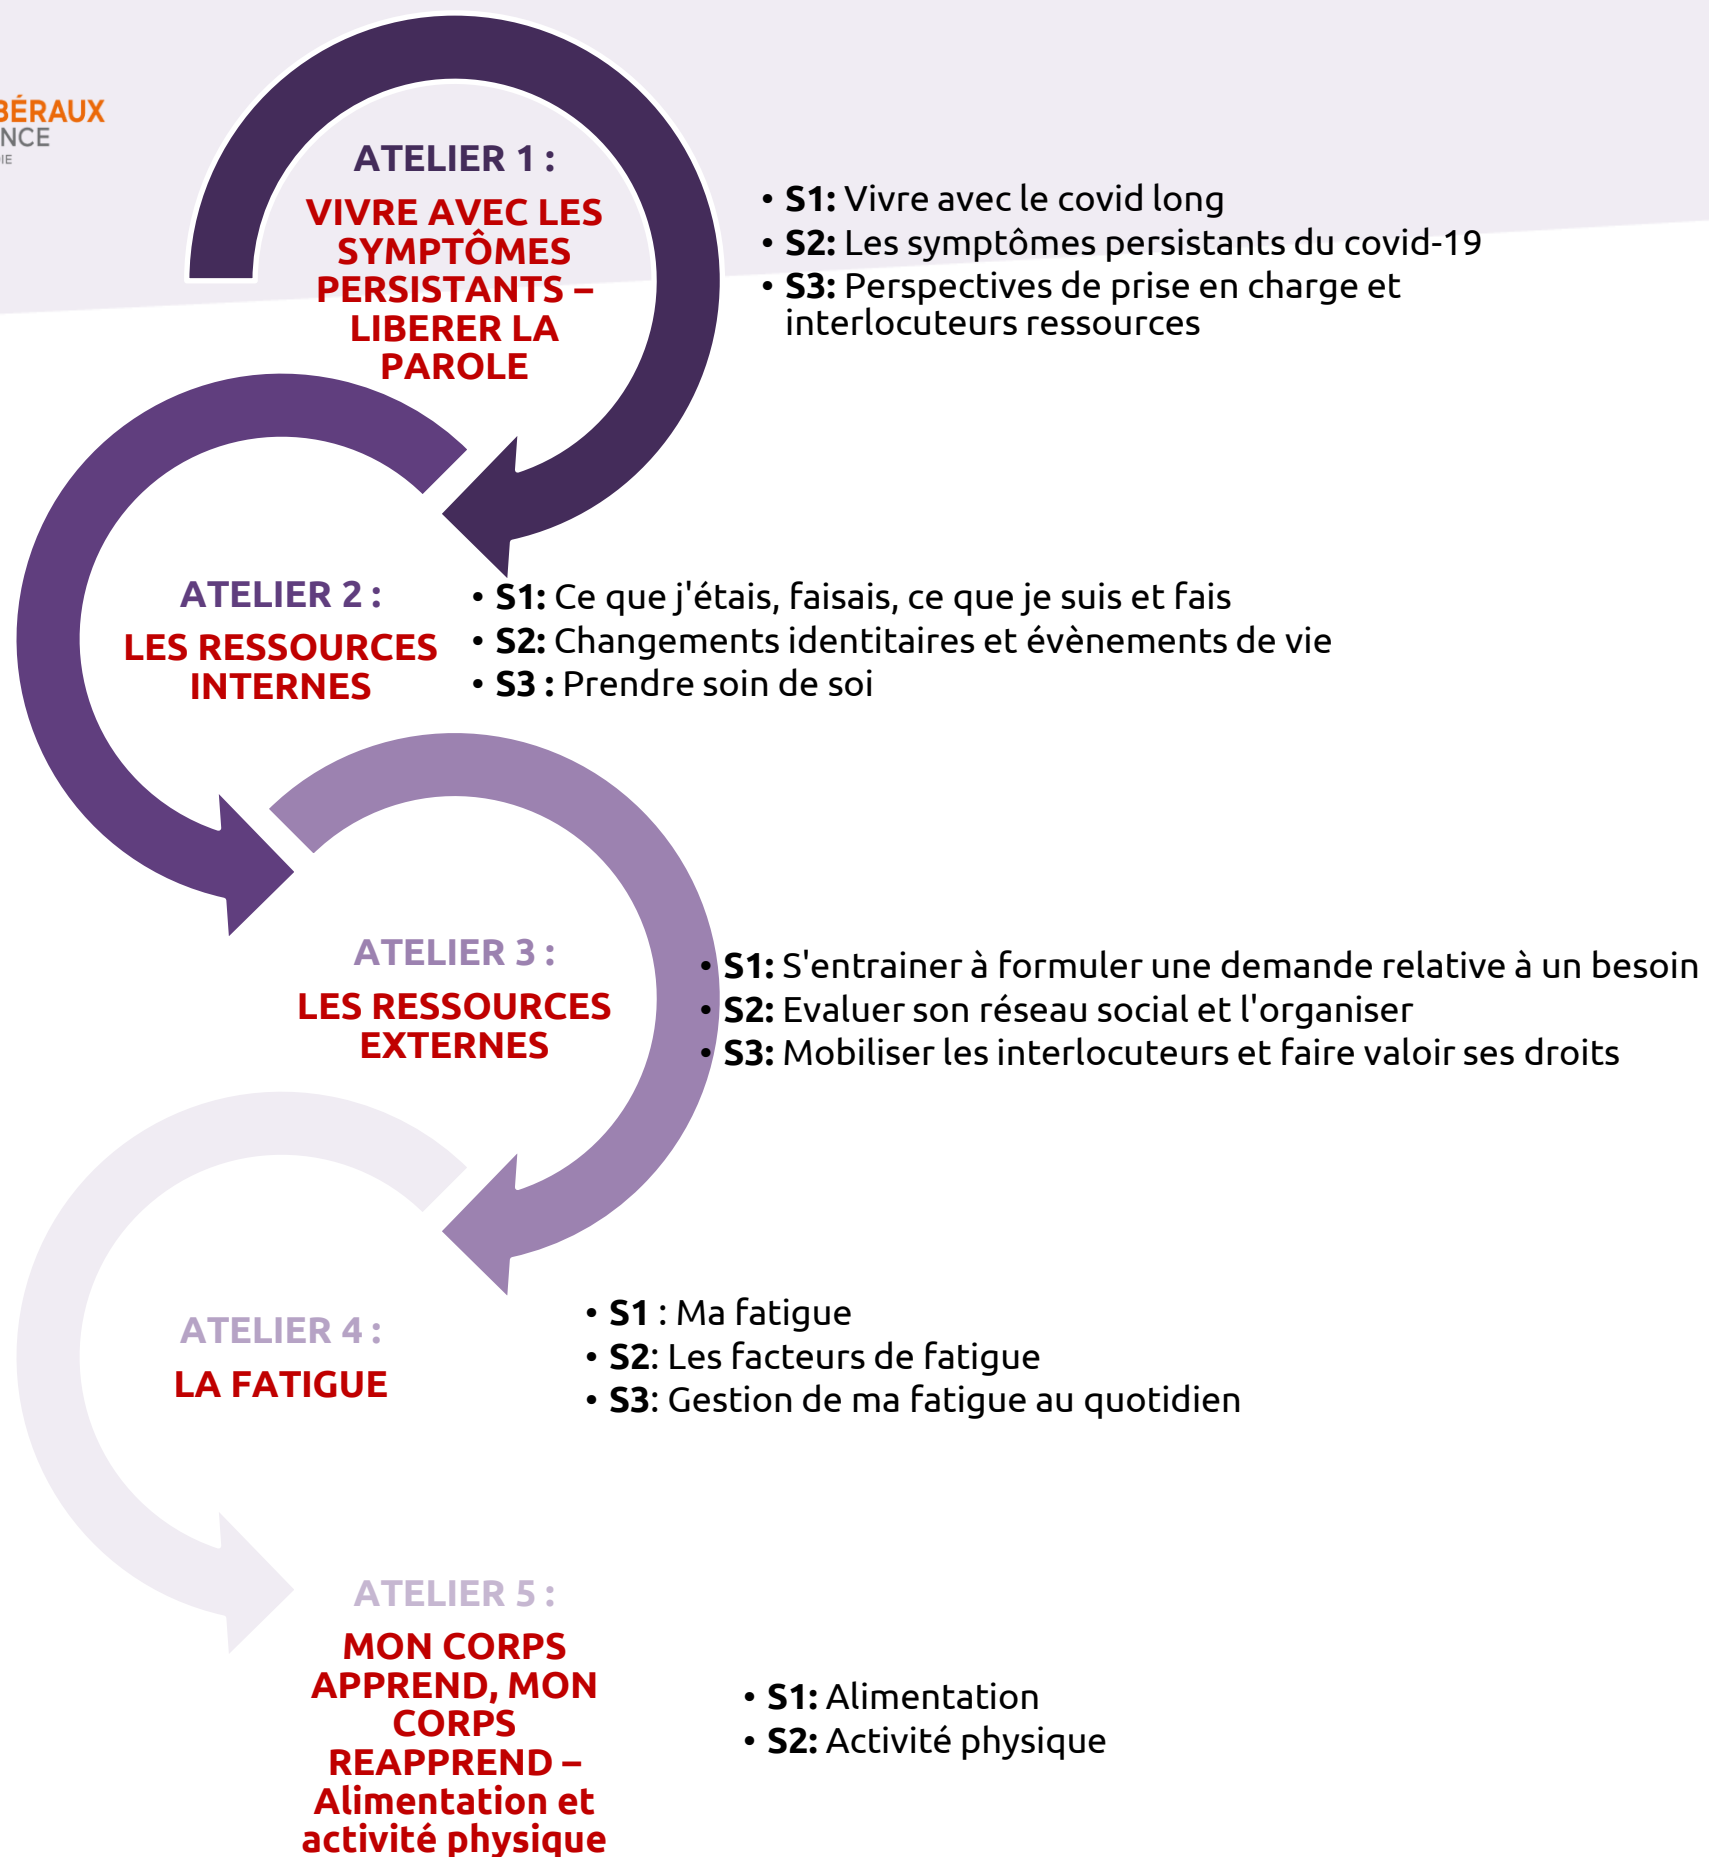 BÉRAUX
NCE
IE
ATELIER 1 :
VIVRE AVEC LES
SYMPTÔMES
PERSISTANTS –
LIBERER LA
PAROLE
• S1: Vivre avec le covid long
• S2: Les symptômes persistants du covid-19
• S3: Perspectives de prise en charge et
interlocuteurs ressources
ATELIER 2 :
LES RESSOURCES
INTERNES
• S1: Ce que j'étais, faisais, ce que je suis et fais
• S2: Changements identitaires et évènements de vie
• S3 : Prendre soin de soi
ATELIER 3 :
LES RESSOURCES
EXTERNES
• S1: S'entrainer à formuler une demande relative à un besoin
• S2: Evaluer son réseau social et l'organiser
• S3: Mobiliser les interlocuteurs et faire valoir ses droits
ATELIER 4 :
LA FATIGUE
• S1 : Ma fatigue
• S2: Les facteurs de fatigue
• S3: Gestion de ma fatigue au quotidien
ATELIER 5 :
MON CORPS
APPREND, MON
CORPS
REAPPREND –
Alimentation et
activité physique
• S1: Alimentation
• S2: Activité physique